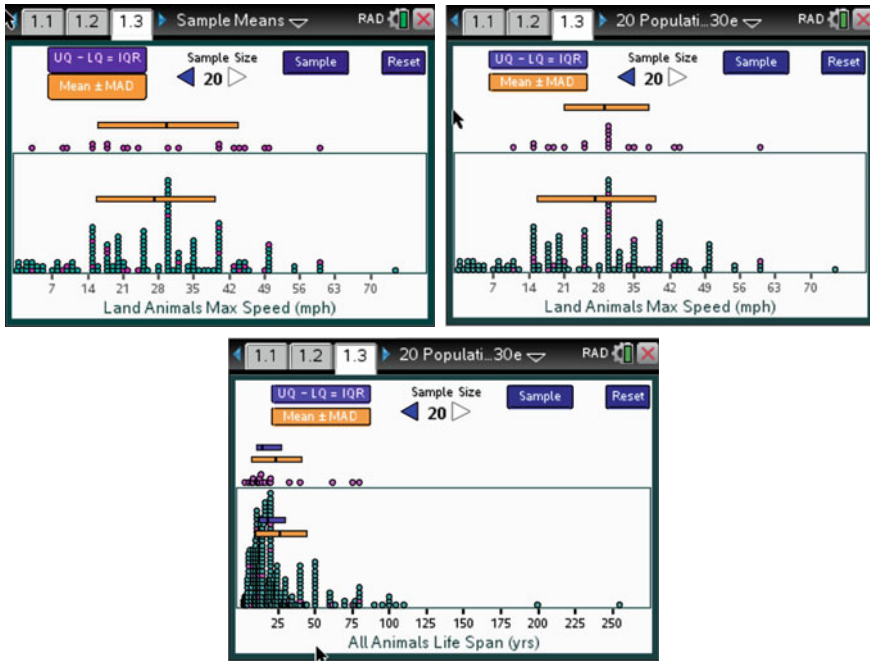 1.1 1.2 1.3 Sample Means RAD
UQ - LQ = IQR Sample Size Sample Reset
20
Mean ± MAD
7 14 21 28 35 42 49 56 63 70
Land Animals Max Speed (mph)
1.1 1.2 1.3 20 Populati...30e RAD
UQ - LQ = IQR Sample Size Sample Reset
20
Mean ± MAD
7 14 21 28 35 42 49 56 63 70
Land Animals Max Speed (mph)
1.1 1.2 1.3 20 Populati...30e RAD
UQ - LQ = IQR Sample Size Sample Reset
Mean ± MAD 20
25 50 75 100 125 150 175 200 225 250
All Animals Life Span (yrs)